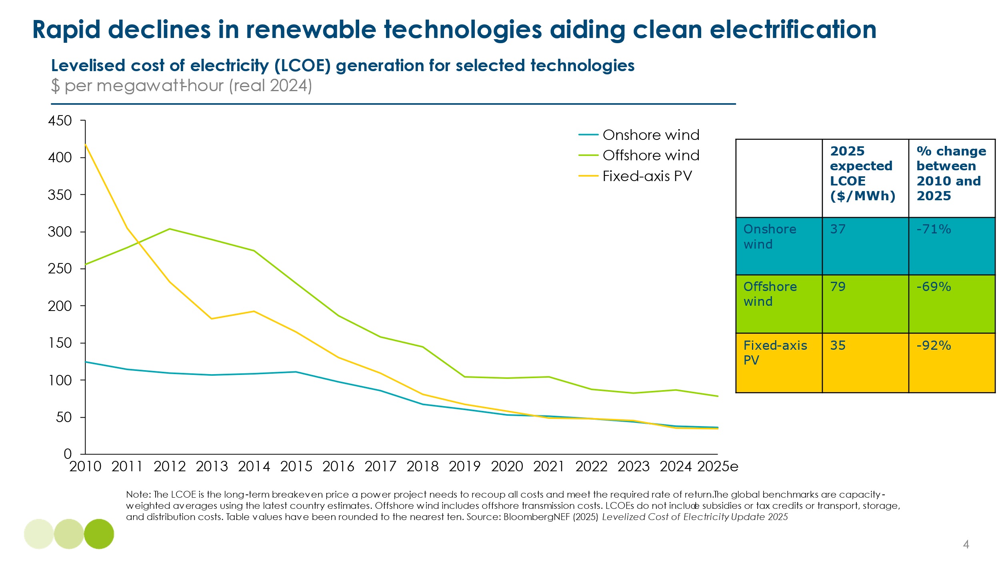 Rapid declines in renewable technologies aiding clean electrification
Levelised cost of electricity (LCOE) generation for selected technologies
$ per megawatt-hour (real 2024)
450
400
350
300
250
200
150
100
50
0
Onshore wind
Offshore wind
Fixed-axis PV
2010 2011 2012 2013 2014 2015 2016 2017 2018 2019 2020 2021 2022 2023 2024 2025e
2025 expected LCOE ($/MWh)
% change between 2010 and 2025
Onshore wind 37 -71%
Offshore wind 79 -69%
Fixed-axis PV 35 -92%
Note: The LCOE is the long-term breakeven price a power project needs to recoup all costs and meet the required rate of return.The global benchmarks are capacity-
weighted averages using the latest country estimates. Offshore wind includes offshore transmission costs. LCOEs do not include subsidies or tax credits or transport, storage,
and distribution costs. Table values have been rounded to the nearest ten. Source: BloombergNEF (2025) Levelized Cost of Electricity Update 2025
4